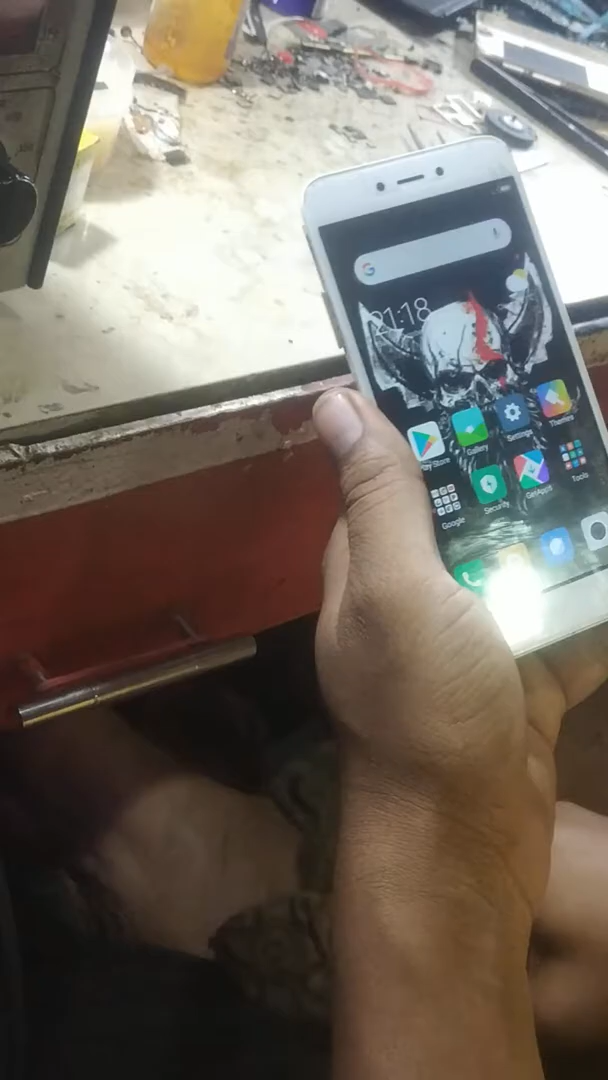 21:18
Play Store
Gallery
Settings
Themes
Google
Security
GetApps
Tools